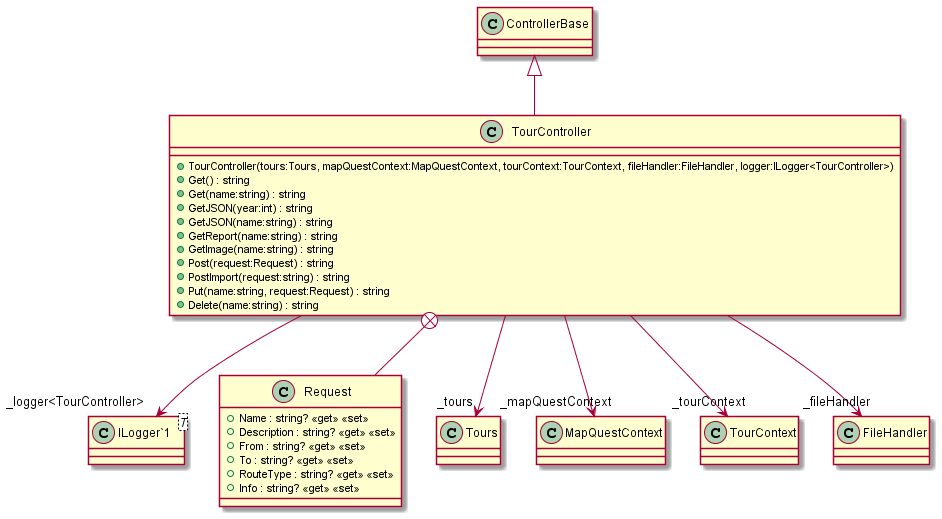 C ControllerBase
C TourController
TourController(tours:Tours, mapQuestContext:MapQuestContext, tourContext:TourContext, fileHandler:FileHandler, logger:ILogger<TourController>)
Get() : string
Get(name:string) : string
GetJSON(year:int) : string
GetJSON(name:string) : string
GetReport(name:string) : string
GetImage(name:string) : string
Post(request:Request) : string
PostImport(request:string) : string
Put(name:string, request:Request) : string
Delete(name:string) : string
_logger<TourController>
_tours
_mapQuestContext
_tourContext
_fileHandler
C ILogger`1 T
C Request
Name : string? «get» «set»
Description : string? «get» «set»
From : string? «get» «set»
To : string? «get» «set»
RouteType : string? «get» «set»
Info : string? «get» «set»
C Tours
C MapQuestContext
C TourContext
C FileHandler